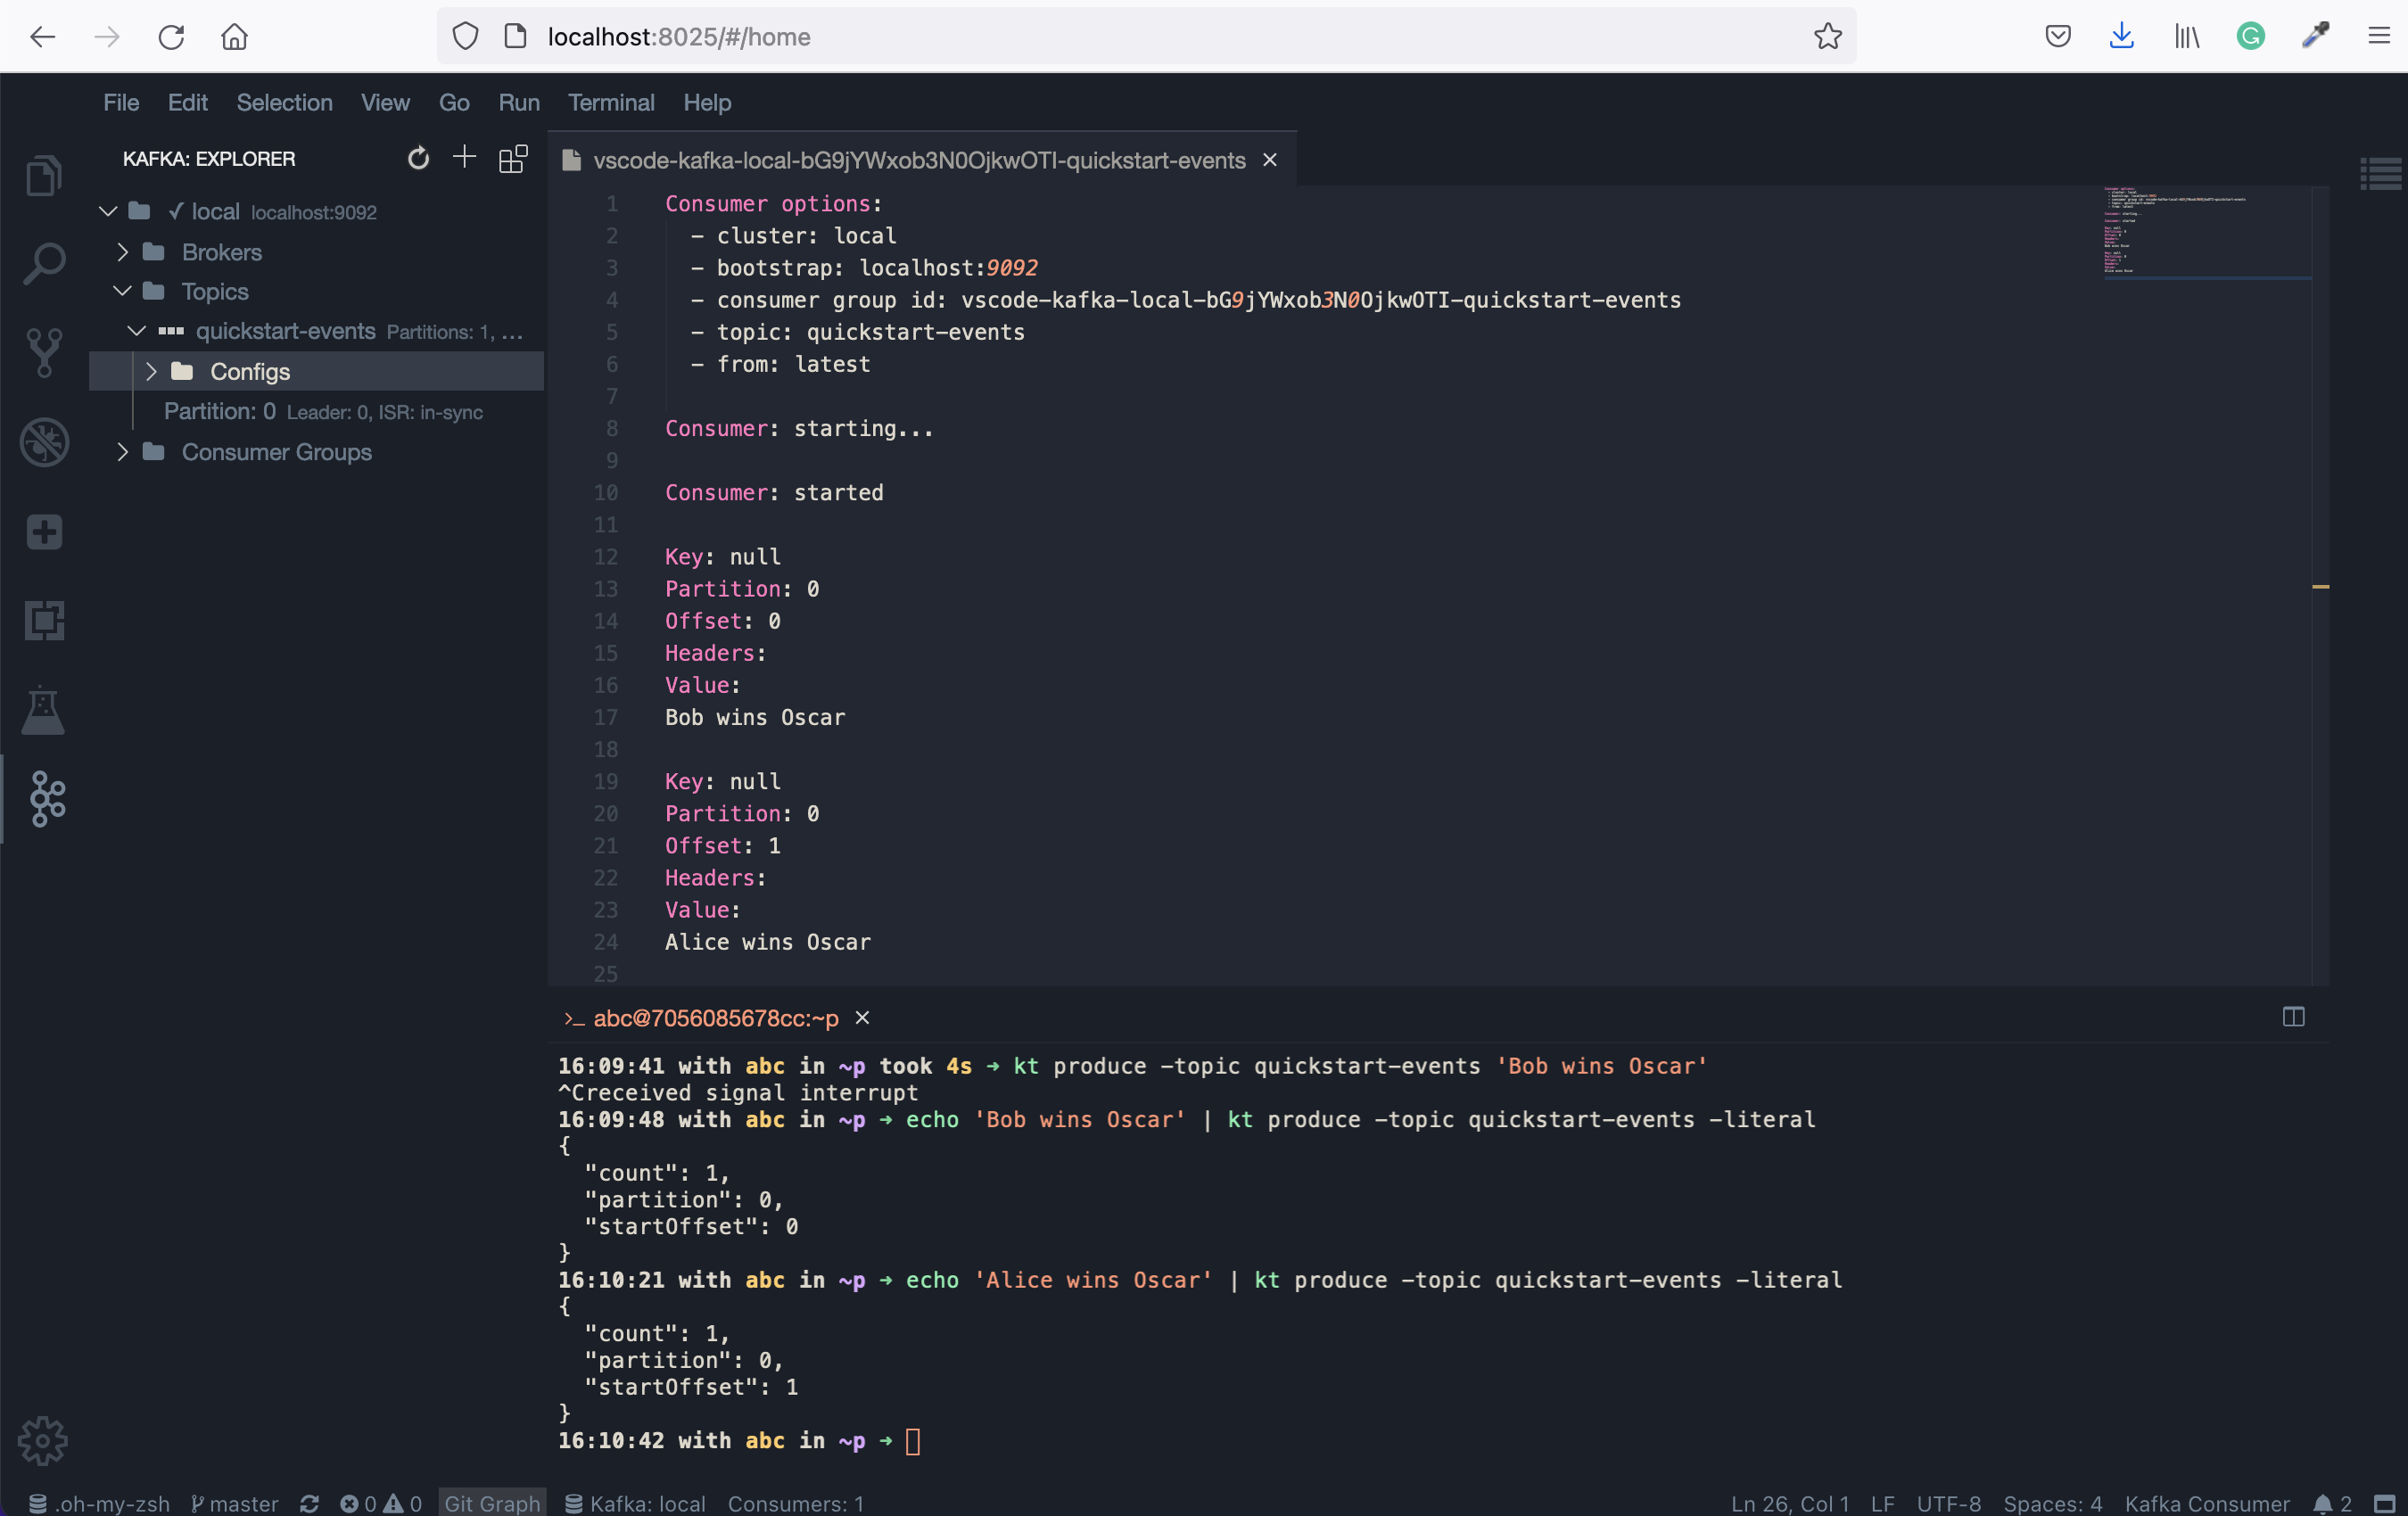 localhost:8025/#/home
File Edit Selection View Go Run Terminal Help
KAFKA: EXPLORER
✓ local localhost:9092
Brokers
Topics
quickstart-events Partitions: 1, ...
Configs
Partition: 0 Leader: 0, ISR: in-sync
Consumer Groups
vscode-kafka-local-bG9jYWxob3N0OjkwOTI-quickstart-events ×
1 Consumer options:
2 - cluster: local
3 - bootstrap: localhost:9092
4 - consumer group id: vscode-kafka-local-bG9jYWxob3N0OjkwOTI-quickstart-events
5 - topic: quickstart-events
6 - from: latest
7
8 Consumer: starting...
9
10 Consumer: started
11
12 Key: null
13 Partition: 0
14 Offset: 0
15 Headers:
16 Value:
17 Bob wins Oscar
18
19 Key: null
20 Partition: 0
21 Offset: 1
22 Headers:
23 Value:
24 Alice wins Oscar
25
>_ abc@7056085678cc:~p ×
16:09:41 with abc in ~p took 4s → kt produce -topic quickstart-events 'Bob wins Oscar'
^Creceived signal interrupt
16:09:48 with abc in ~p → echo 'Bob wins Oscar' | kt produce -topic quickstart-events -literal
{
"count": 1,
"partition": 0,
"startOffset": 0
}
16:10:21 with abc in ~p → echo 'Alice wins Oscar' | kt produce -topic quickstart-events -literal
{
"count": 1,
"partition": 0,
"startOffset": 1
}
16:10:42 with abc in ~p →
.oh-my-zsh master 0 0 Git Graph Kafka: local Consumers: 1 Ln 26, Col 1 LF UTF-8 Spaces: 4 Kafka Consumer 2